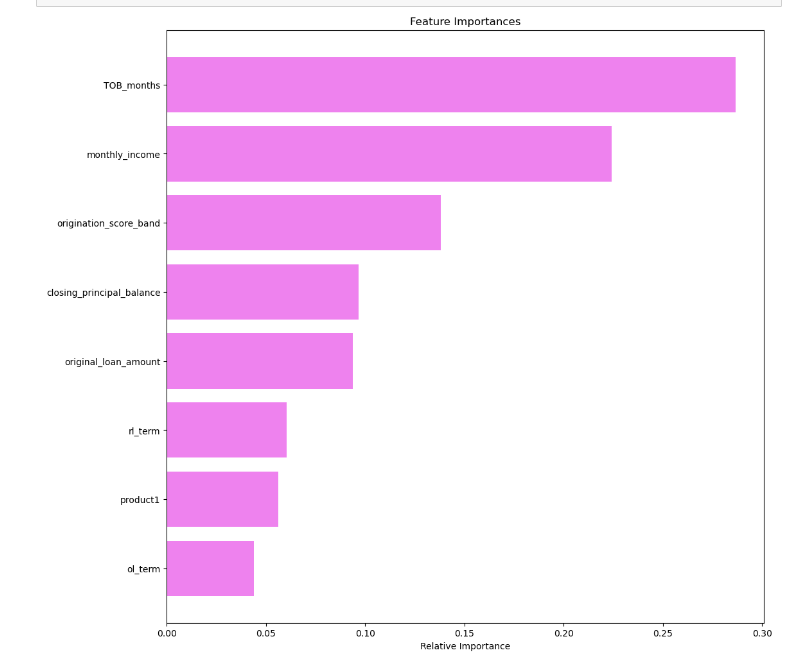 Feature Importances
TOB_months
monthly_income
origination_score_band
closing_principal_balance
original_loan_amount
rl_term
product1
ol_term
0.00 0.05 0.10 0.15 0.20 0.25 0.30
Relative Importance